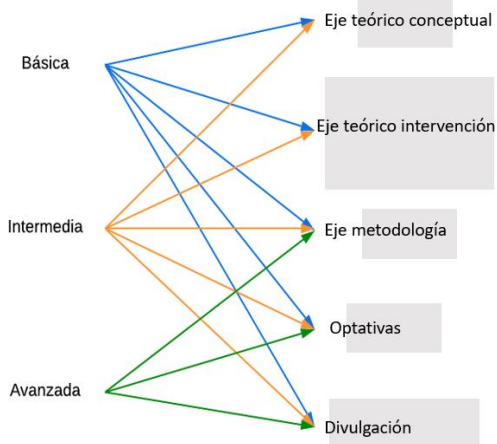 Básica
Intermedia
Avanzada
Eje teórico conceptual
Eje teórico intervención
Eje metodología
Optativas
Divulgación